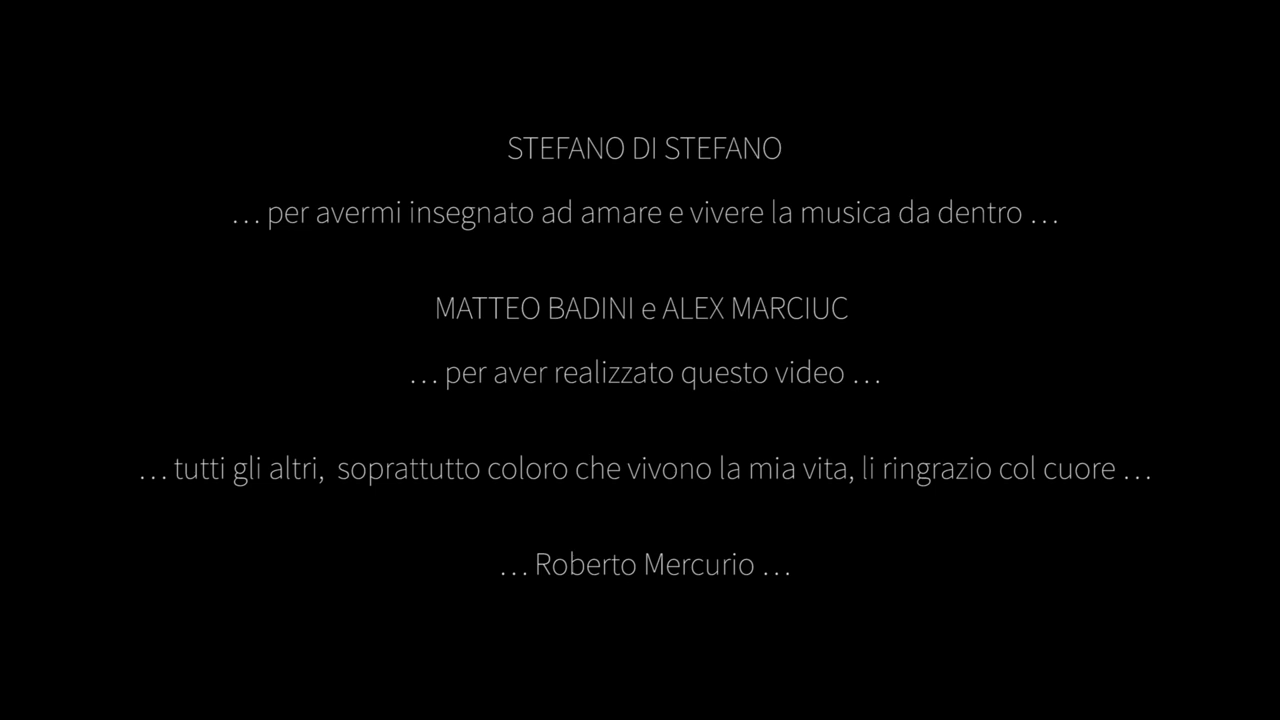 STEFANO DI STEFANO
… per avermi insegnato ad amare e vivere la musica da dentro …
MATTEO BADINI e ALEX MARCIUC
… per aver realizzato questo video …
… tutti gli altri,  soprattutto coloro che vivono la mia vita, li ringrazio col cuore …
… Roberto Mercurio …